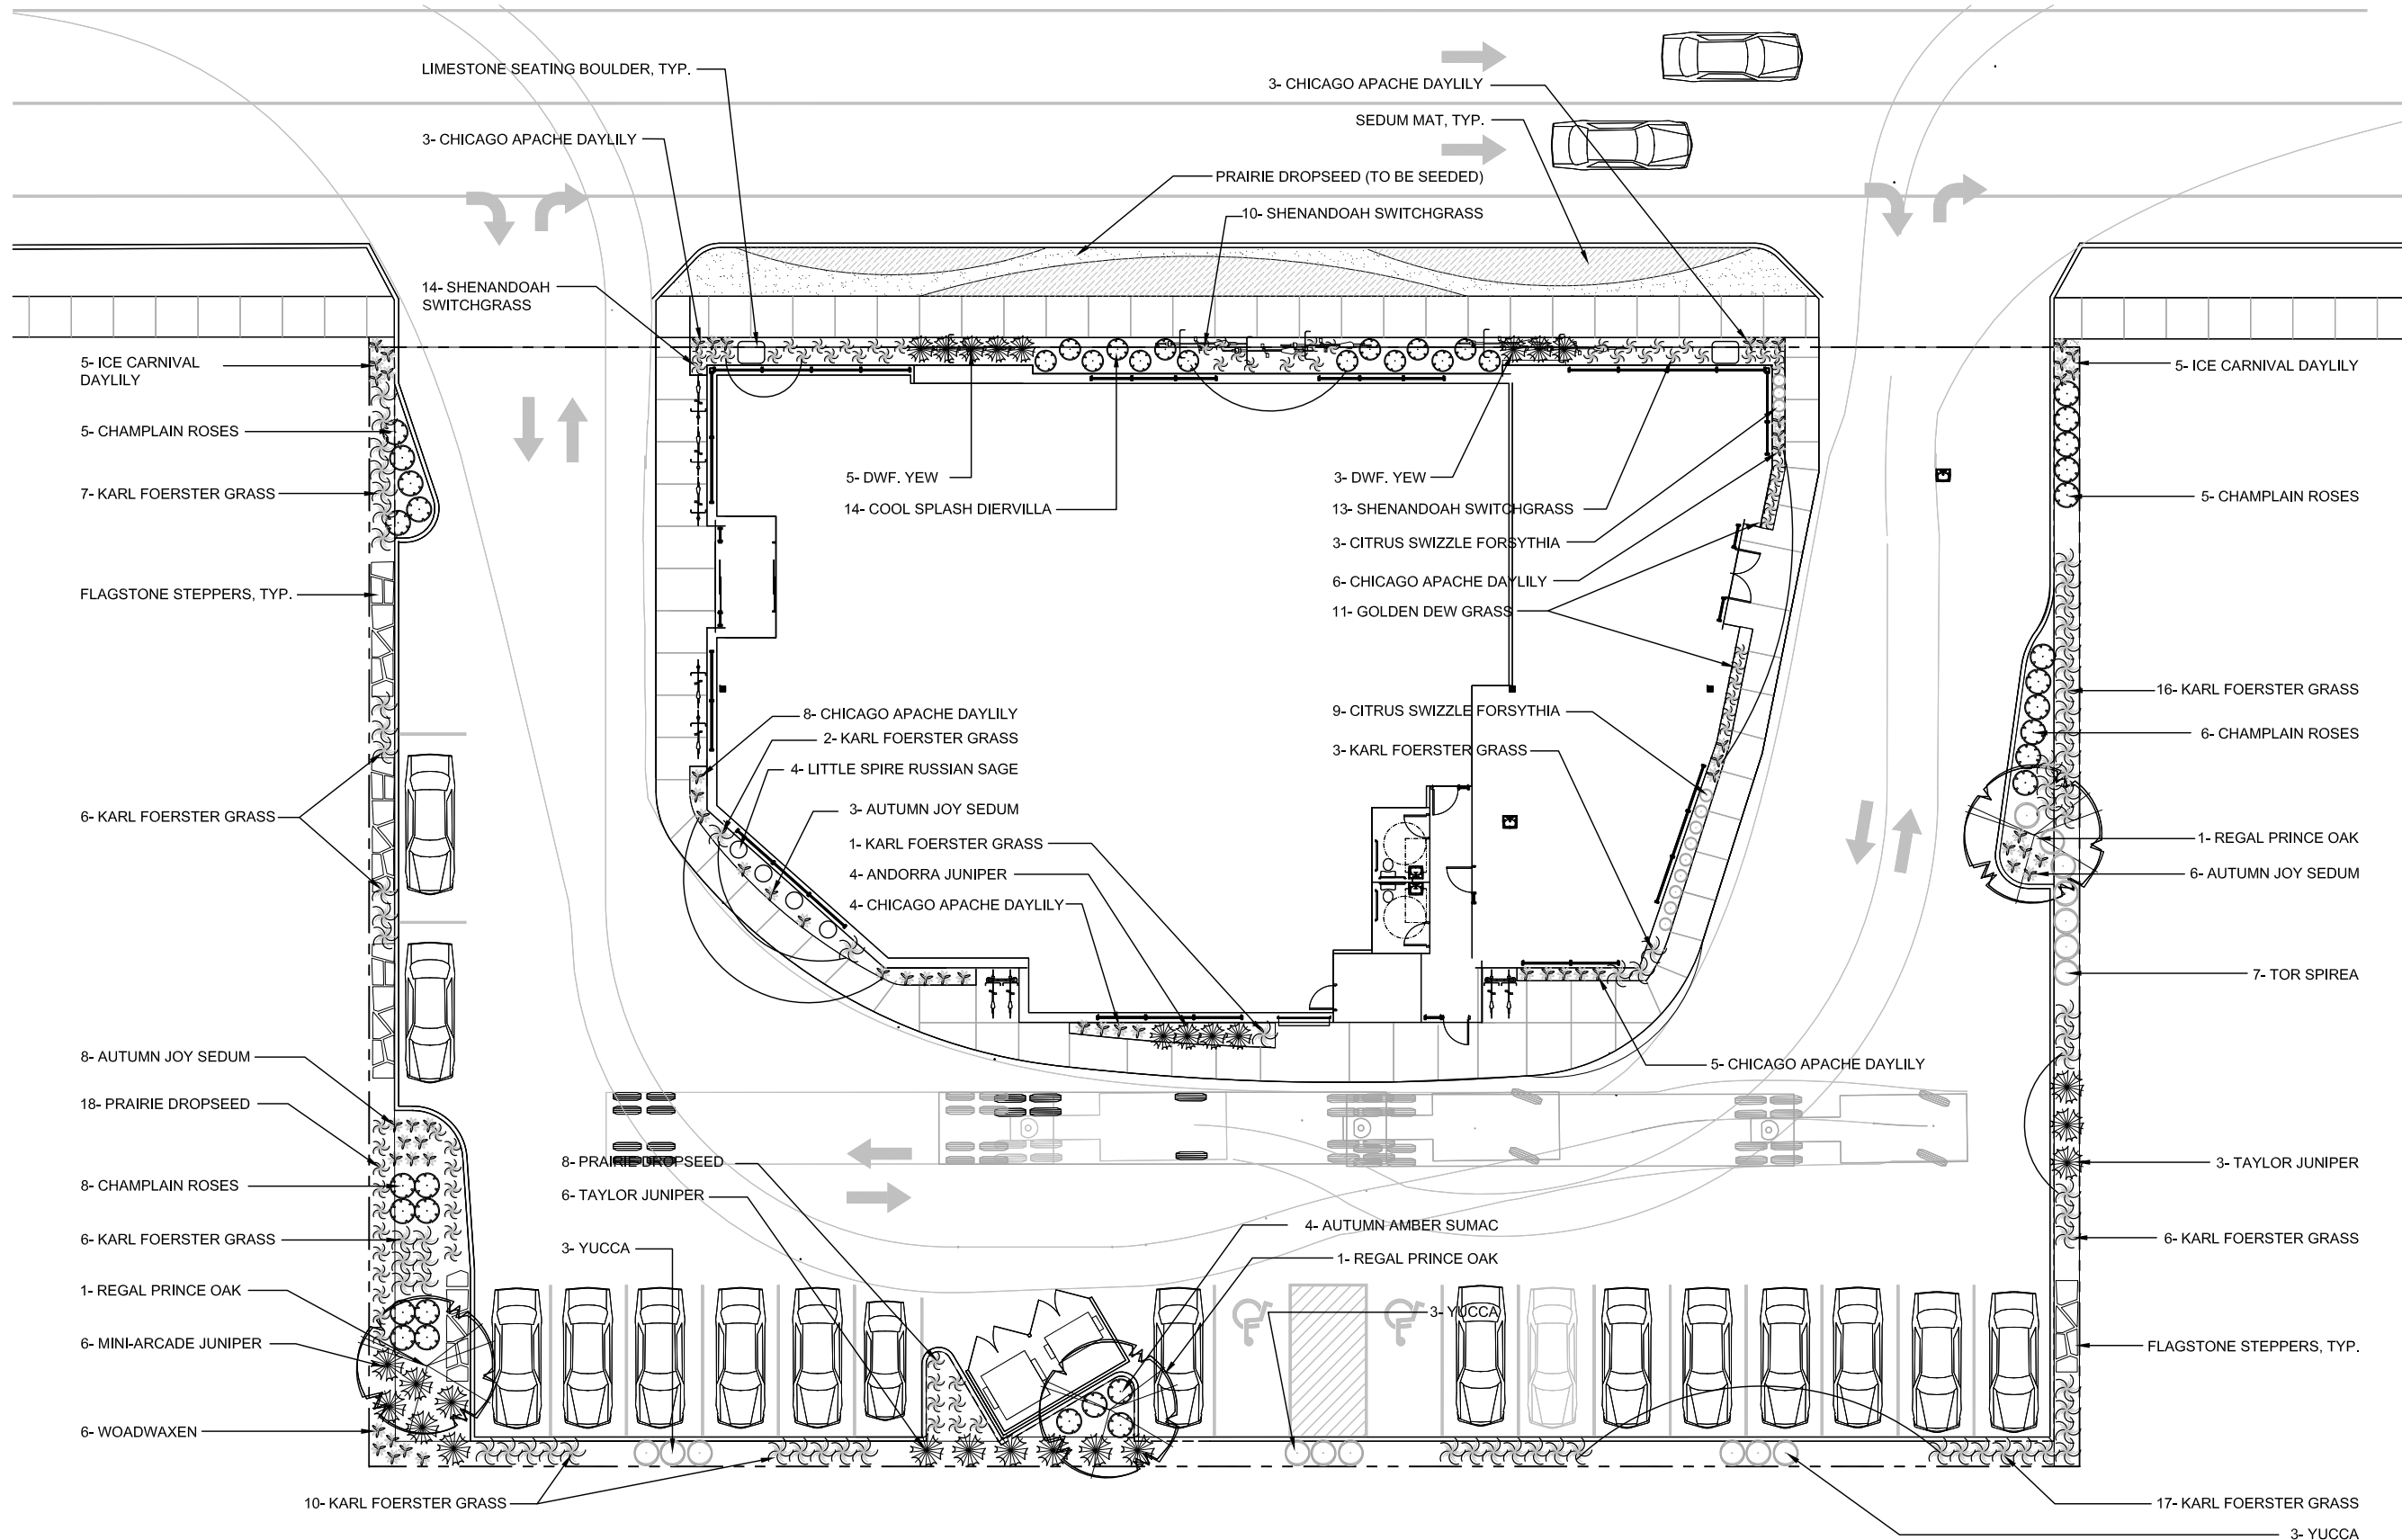 LIMESTONE SEATING BOULDER, TYP.
3- CHICAGO APACHE DAYLILY
3- CHICAGO APACHE DAYLILY
SEDUM MAT, TYP.
PRAIRIE DROPSEED (TO BE SEEDED)
10- SHENANDOAH SWITCHGRASS
14- SHENANDOAH
SWITCHGRASS
5- ICE CARNIVAL
DAYLILY
5- CHAMPLAIN ROSES
7- KARL FOERSTER GRASS
FLAGSTONE STEPPERS, TYP.
6- KARL FOERSTER GRASS
8- AUTUMN JOY SEDUM
18- PRAIRIE DROPSEED
8- CHAMPLAIN ROSES
6- KARL FOERSTER GRASS
1- REGAL PRINCE OAK
6- MINI-ARCADE JUNIPER
6- WOADWAXEN
10- KARL FOERSTER GRASS
5- DWF. YEW
14- COOL SPLASH DIERVILLA
3- DWF. YEW
13- SHENANDOAH SWITCHGRASS
3- CITRUS SWIZZLE FORSYTHIA
6- CHICAGO APACHE DAYLILY
11- GOLDEN DEW GRASS
8- CHICAGO APACHE DAYLILY
2- KARL FOERSTER GRASS
4- LITTLE SPIRE RUSSIAN SAGE
3- AUTUMN JOY SEDUM
1- KARL FOERSTER GRASS
4- ANDORRA JUNIPER
4- CHICAGO APACHE DAYLILY
9- CITRUS SWIZZLE FORSYTHIA
3- KARL FOERSTER GRASS
5- CHICAGO APACHE DAYLILY
8- PRAIRIE DROPSEED
6- TAYLOR JUNIPER
3- YUCCA
4- AUTUMN AMBER SUMAC
1- REGAL PRINCE OAK
3- YUCCA
5- ICE CARNIVAL DAYLILY
5- CHAMPLAIN ROSES
16- KARL FOERSTER GRASS
6- CHAMPLAIN ROSES
1- REGAL PRINCE OAK
6- AUTUMN JOY SEDUM
7- TOR SPIREA
3- TAYLOR JUNIPER
6- KARL FOERSTER GRASS
FLAGSTONE STEPPERS, TYP.
17- KARL FOERSTER GRASS
3- YUCCA